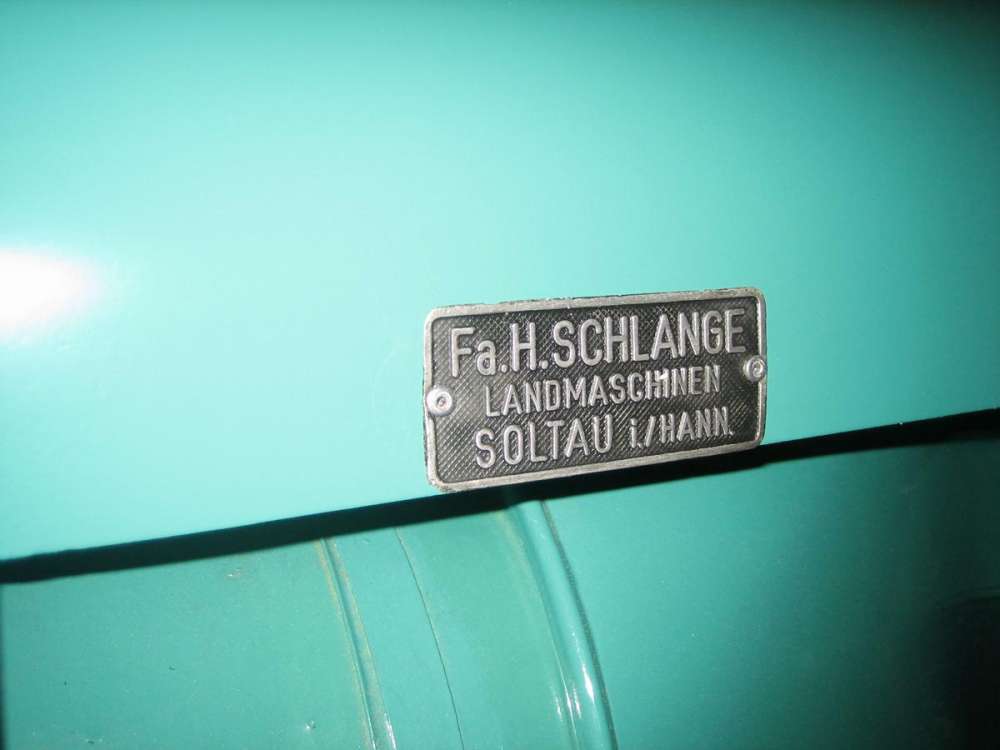 Fa. H. SCHLANGE
LANDMASCHINEN
SOLTAU i./HANN.